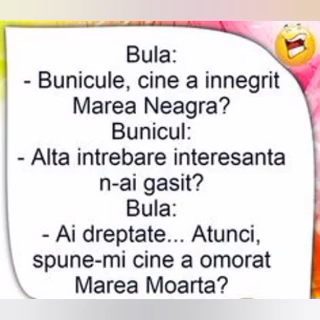 Bula:
- Bunicule, cine a innegrit
Marea Neagra?
Bunicul:
- Alta intrebare interesanta
n-ai gasit?
Bula:
- Ai dreptate... Atunci,
spune-mi cine a omorat
Marea Moarta?